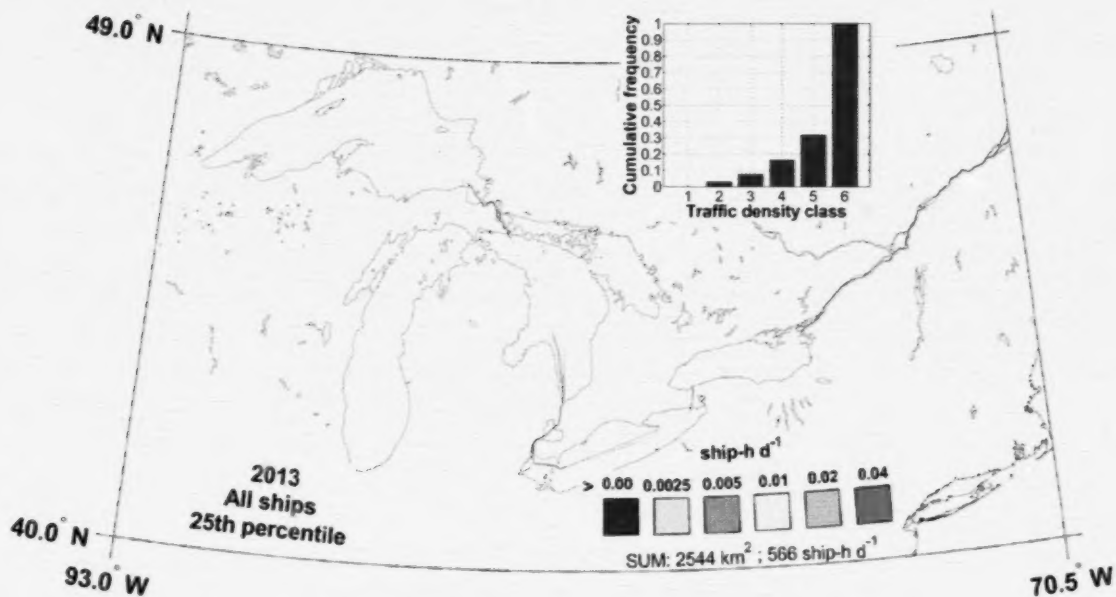 49.0° N
Cumulative frequency
1
0.9
0.8
0.7
0.6
0.5
0.4
0.3
0.2
0.1
0
1 2 3 4 5 6
Traffic density class
ship-h d⁻¹
> 0.00 0.0025 0.005 0.01 0.02 0.04
SUM: 2544 km² ; 566 ship-h d⁻¹
2013
All ships
25th percentile
40.0° N
93.0° W
70.5° W